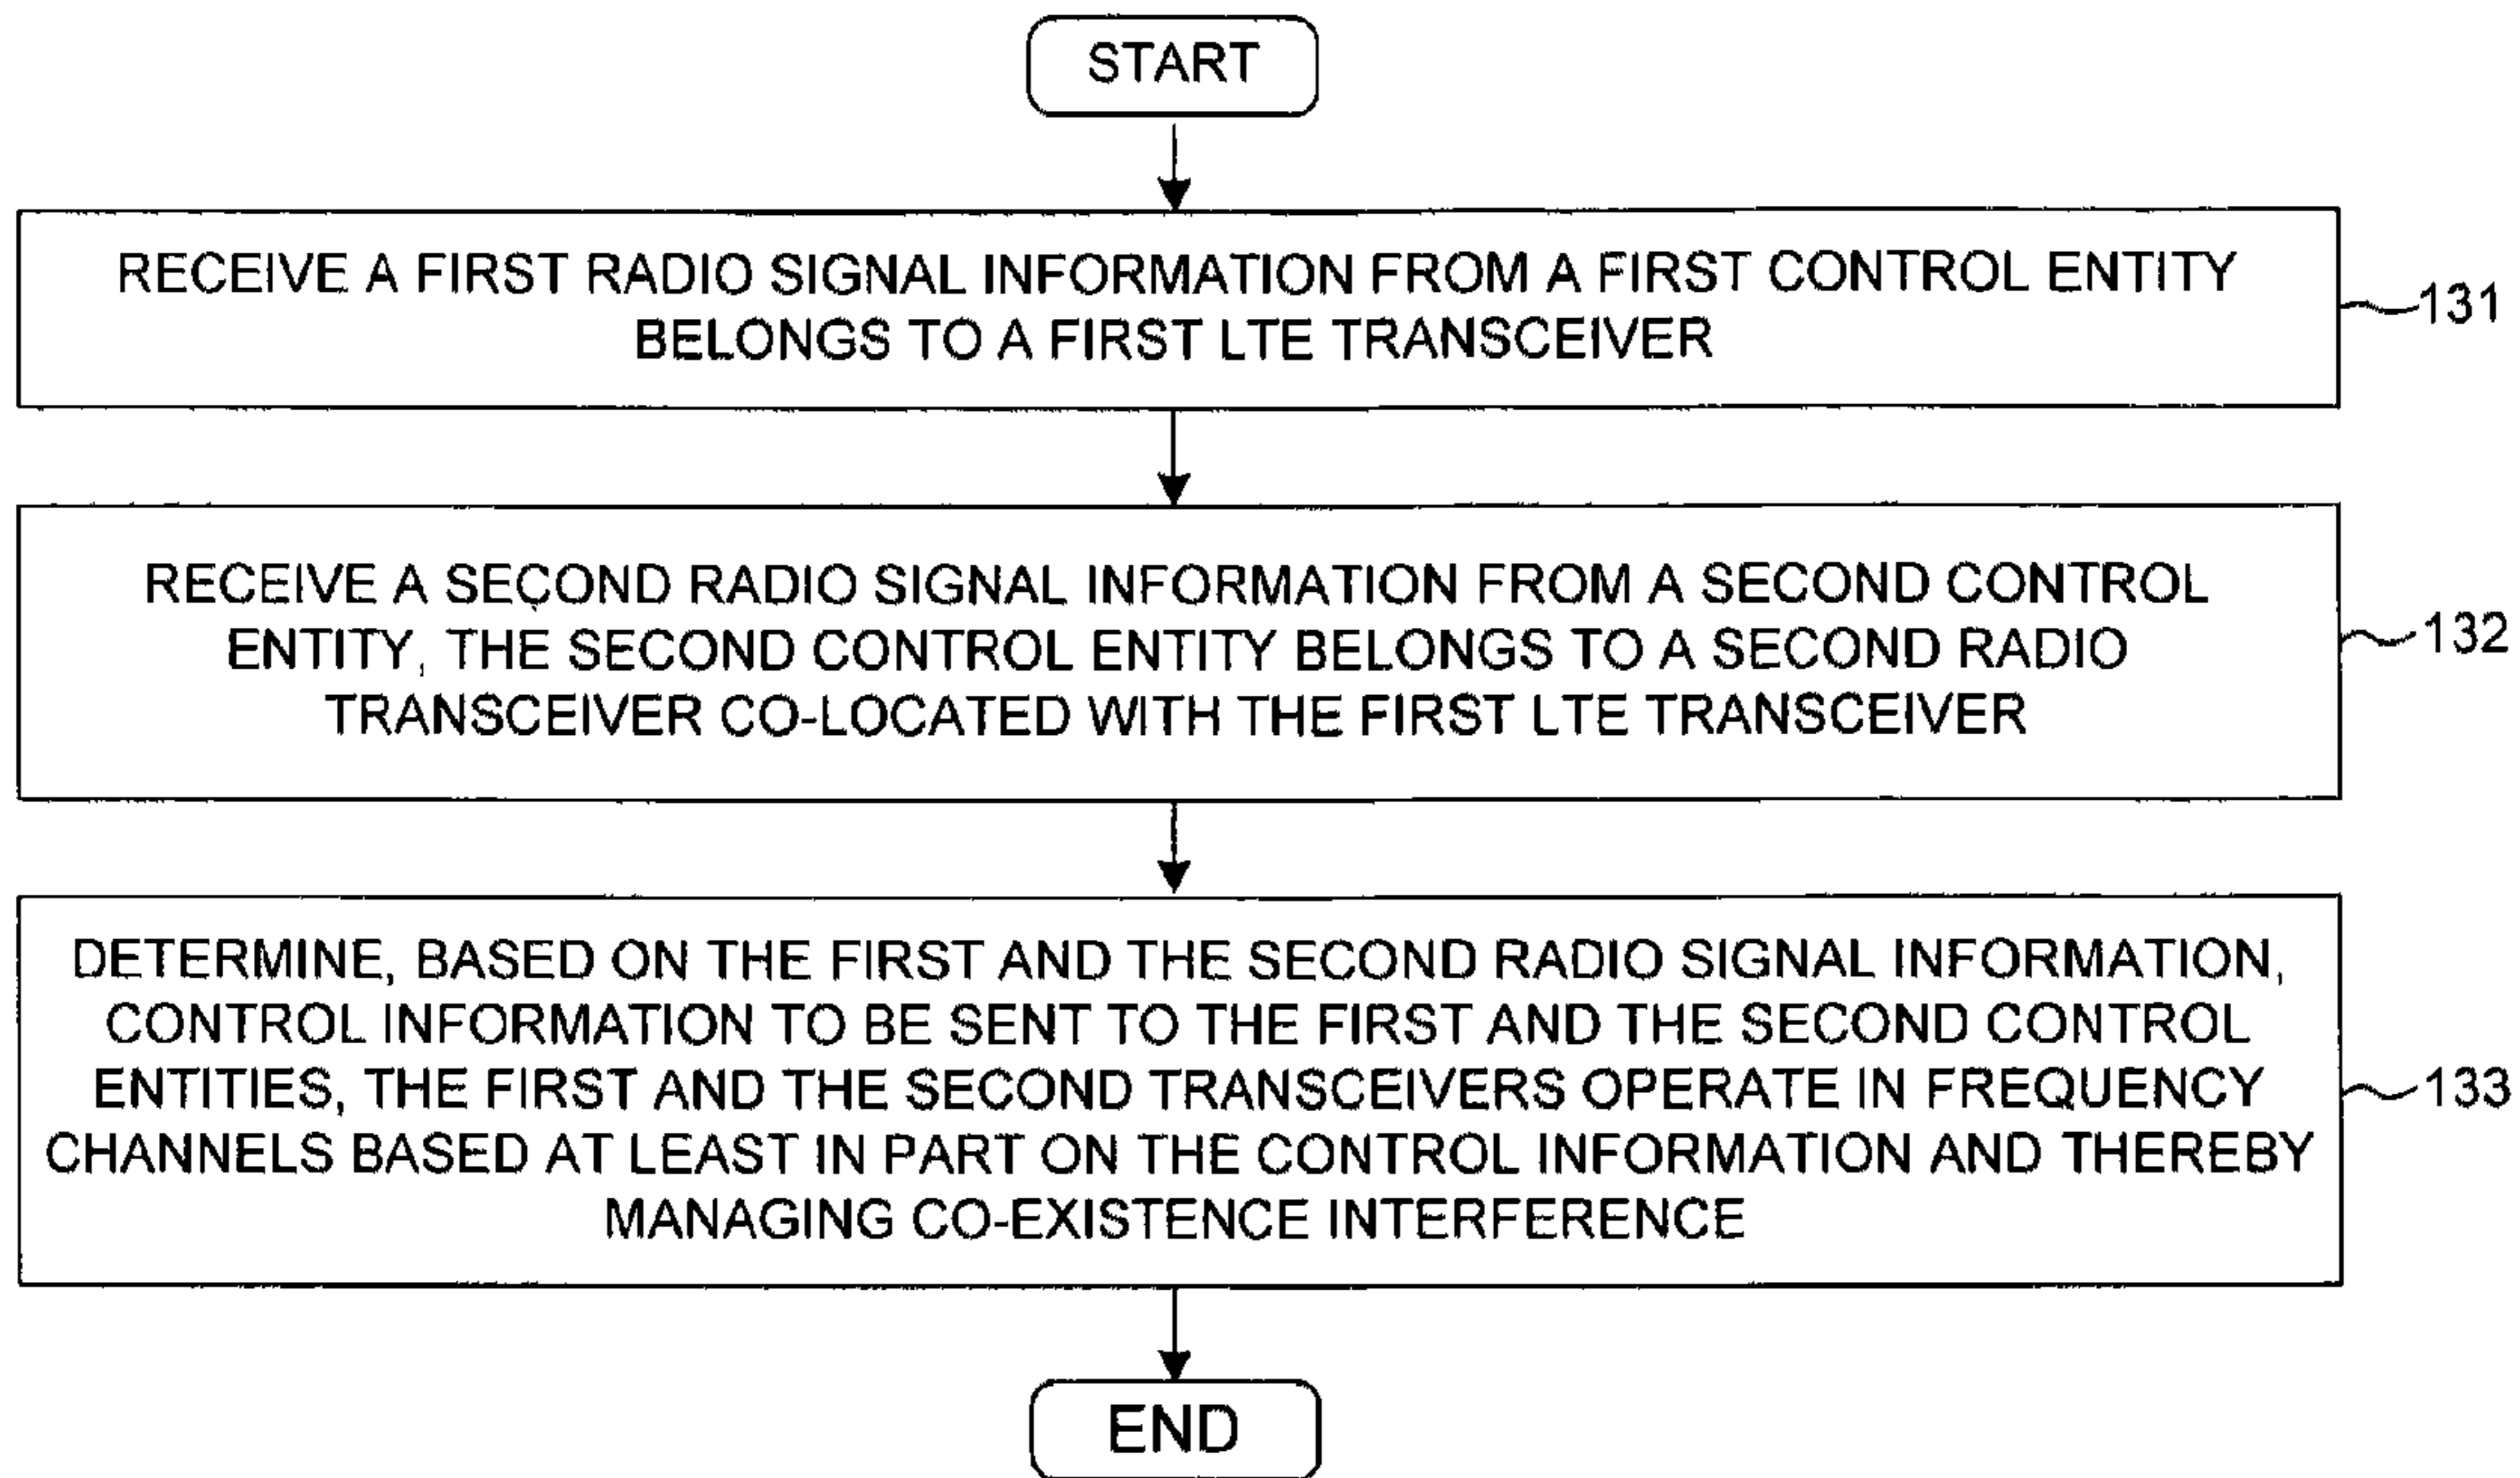 START
RECEIVE A FIRST RADIO SIGNAL INFORMATION FROM A FIRST CONTROL ENTITY
BELONGS TO A FIRST LTE TRANSCEIVER
131
RECEIVE A SECOND RADIO SIGNAL INFORMATION FROM A SECOND CONTROL
ENTITY, THE SECOND CONTROL ENTITY BELONGS TO A SECOND RADIO
TRANSCEIVER CO-LOCATED WITH THE FIRST LTE TRANSCEIVER
132
DETERMINE, BASED ON THE FIRST AND THE SECOND RADIO SIGNAL INFORMATION,
CONTROL INFORMATION TO BE SENT TO THE FIRST AND THE SECOND CONTROL
ENTITIES, THE FIRST AND THE SECOND TRANSCEIVERS OPERATE IN FREQUENCY
CHANNELS BASED AT LEAST IN PART ON THE CONTROL INFORMATION AND THEREBY
MANAGING CO-EXISTENCE INTERFERENCE
133
END